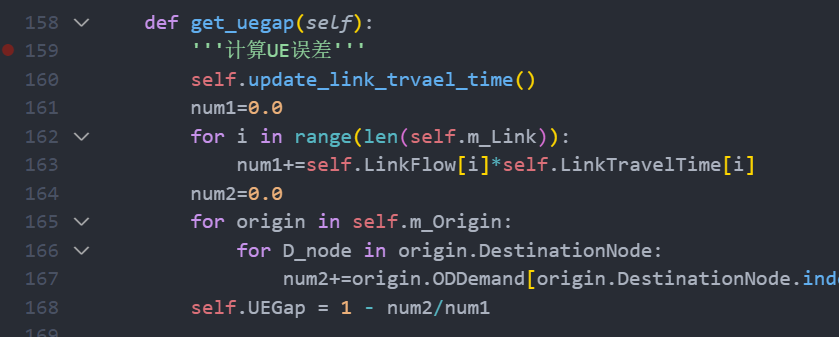 158 def get_uegap(self):
159 '''计算UE误差'''
160 self.update_link_trvael_time()
161 num1=0.0
162 for i in range(len(self.m_Link)):
163 num1+=self.LinkFlow[i]*self.LinkTravelTime[i]
164 num2=0.0
165 for origin in self.m_Origin:
166 for D_node in origin.DestinationNode:
167 num2+=origin.ODDemand[origin.DestinationNode.inde
168 self.UEGap = 1 - num2/num1
169